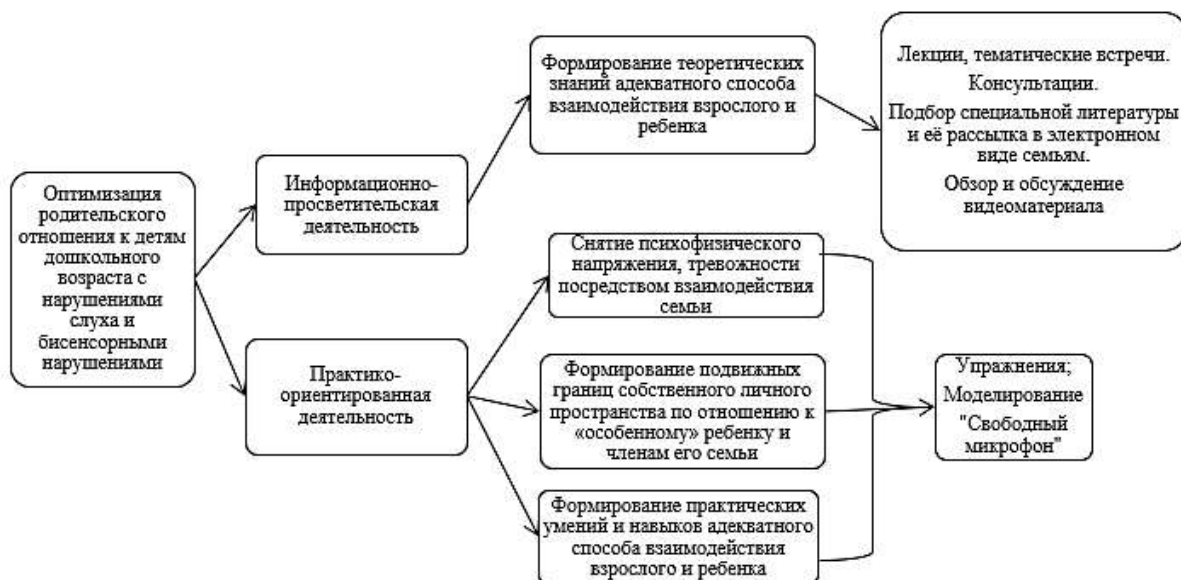 Оптимизация
родительского
отношения к детям
дошкольного
возраста с
нарушениями
слуха и
бисенсорными
нарушениями
Информационно-
просветительская
деятельность
Практико-
ориентированная
деятельность
Формирование теоретических
знаний адекватного способа
взаимодействия взрослого и
ребенка
Снятие психофизического
напряжения, тревожности
посредством взаимодействия
семьи
Формирование подвижных
границ собственного личного
пространства по отношению к
«особенному» ребенку и
членам его семьи
Формирование практических
умений и навыков адекватного
способа взаимодействия
взрослого и ребенка
Лекции, тематические встречи.
Консультации.
Подбор специальной литературы
и её рассылка в электронном
виде семьям.
Обзор и обсуждение
видеоматериала
Упражнения;
Моделирование
"Свободный
микрофон"